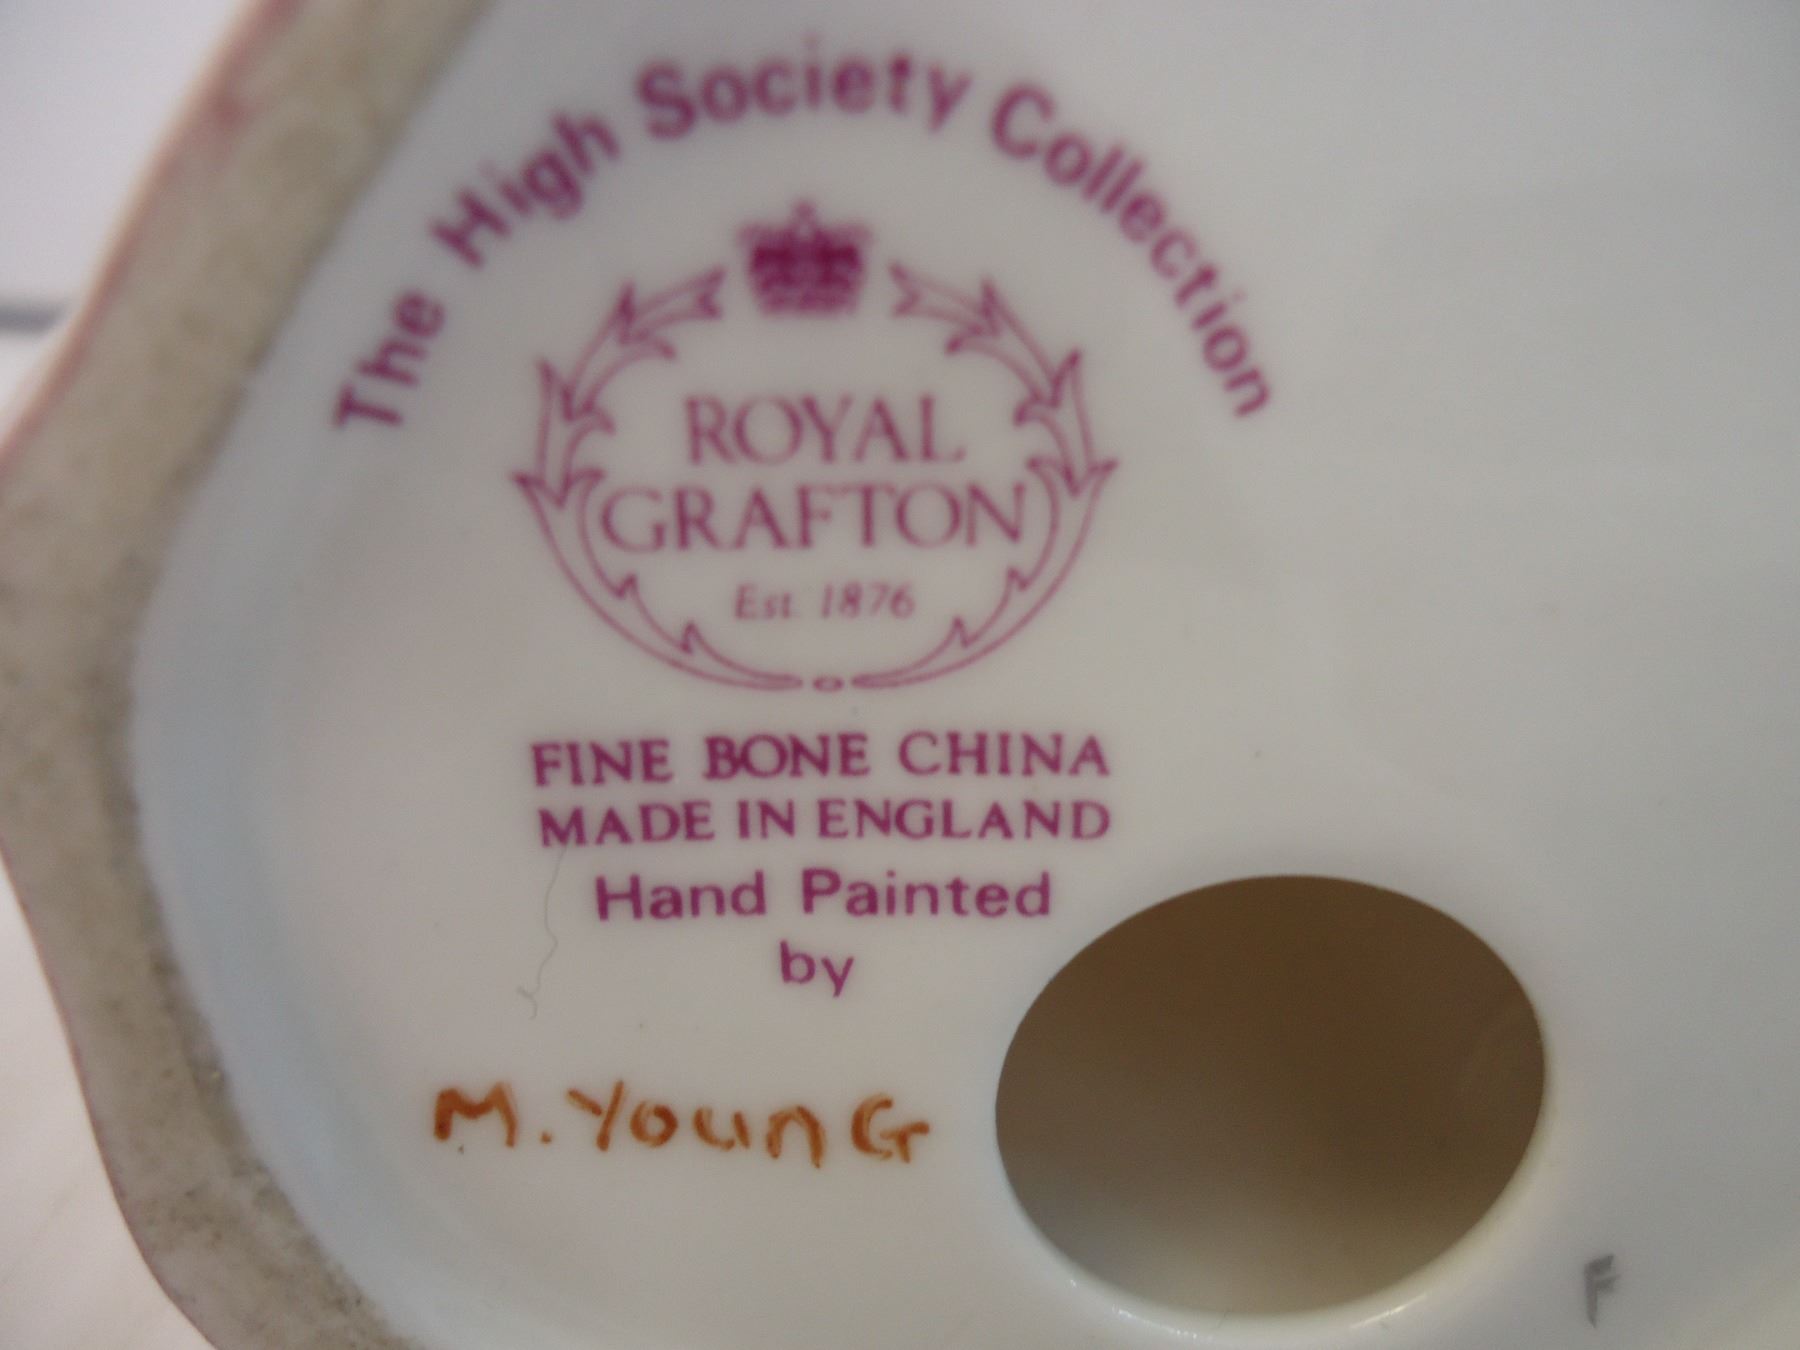 The High Society Collection
ROYAL
GRAFTON
Est. 1876
FINE BONE CHINA
MADE IN ENGLAND
Hand Painted
by
M. YounG
F